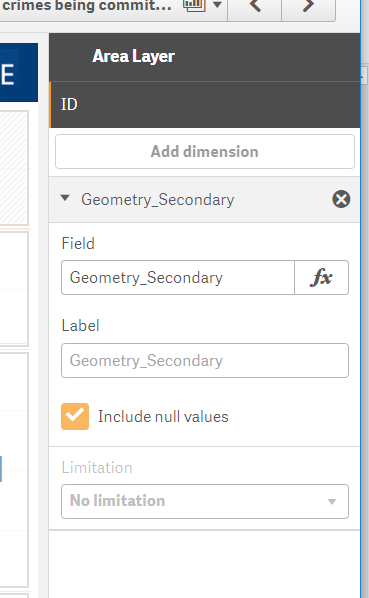 crimes being commit...
E
Area Layer
ID
Add dimension
Geometry_Secondary
Field
Geometry_Secondary
fx
Label
Geometry_Secondary
Include null values
Limitation
No limitation